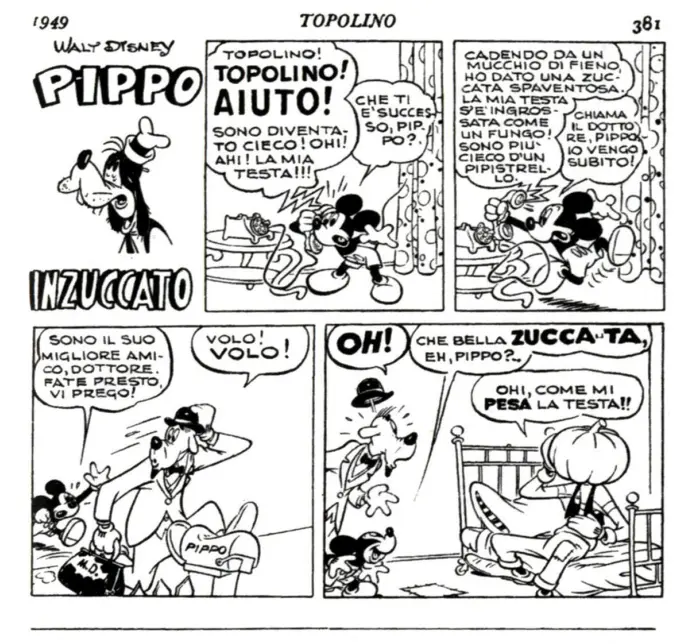 1949
TOPOLINO
381
WALT DISNEY
PIPPO
INZUCCATO
TOPOLINO!
TOPOLINO!
AIUTO!
SONO DIVENTA-
TO CIECO! OHI!
AHI! LA MIA
TESTA!!!
CHE TI
E' SUCCES-
SO, PIP-
PO?
CADENDO DA UN
MUCCHIO DI FIENO,
HO DATO UNA ZUC-
CATA SPAVENTOSA.
LA MIA TESTA
S'E' INGROS-
SATA COME
UN FUNGO!
SONO PIU'
CIECO D'UN
PIPISTREL-
LO.
CHIAMA
IL DOTTO
RE, PIPPO,
IO VENGO
SUBITO!
SONO IL SUO
MIGLIORE AMI-
CO, DOTTORE.
FATE PRESTO,
VI PREGO!
VOLO!
VOLO!
M.D.
PIPPO
OH!
CHE BELLA ZUCCA-TA,
EH, PIPPO?..
OHI, COME MI
PESA LA TESTA!!